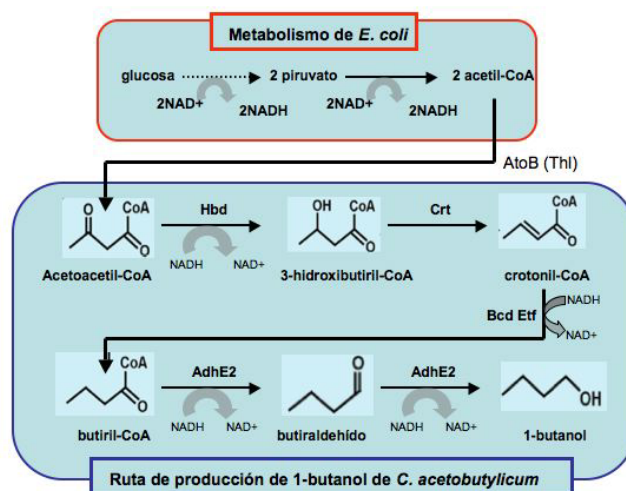 Metabolismo de E. coli
glucosa 2 piruvato 2 acetil-CoA
2NAD+ 2NADH 2NAD+ 2NADH
AtoB (Thl)
O CoA Hbd OH CoA Crt CoA
O O O
NADH NAD+
Acetoacetil-CoA 3-hidroxibutiril-CoA crotonil-CoA
NADH
Bcd Etf
NAD+
CoA AdhE2 O AdhE2
O OH
NADH NAD+ NADH NAD+
butiril-CoA butiraldehído 1-butanol
Ruta de producción de 1-butanol de C. acetobutylicum